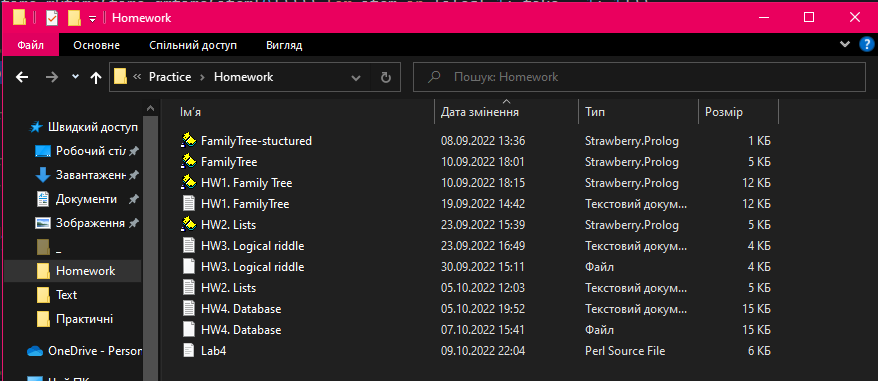 Homework
Файл Основне Спільний доступ Вигляд
Practice Homework Пошук: Homework
Ім'я Дата змінення Тип Розмір
Швидкий доступ
Робочий стіл
Завантаженн
Документи
Зображення
_
Homework
Text
Практичні
OneDrive - Person
FamilyTree-stuctured 08.09.2022 13:36 Strawberry.Prolog 1 КБ
FamilyTree 10.09.2022 18:01 Strawberry.Prolog 5 КБ
HW1. Family Tree 10.09.2022 18:15 Strawberry.Prolog 12 КБ
HW1. FamilyTree 19.09.2022 14:42 Текстовий докум... 12 КБ
HW2. Lists 23.09.2022 15:39 Strawberry.Prolog 5 КБ
HW3. Logical riddle 23.09.2022 16:49 Текстовий докум... 4 КБ
HW3. Logical riddle 30.09.2022 15:11 Файл 4 КБ
HW2. Lists 05.10.2022 12:03 Текстовий докум... 5 КБ
HW4. Database 05.10.2022 19:52 Текстовий докум... 15 КБ
HW4. Database 07.10.2022 15:41 Файл 15 КБ
Lab4 09.10.2022 22:04 Perl Source File 6 КБ